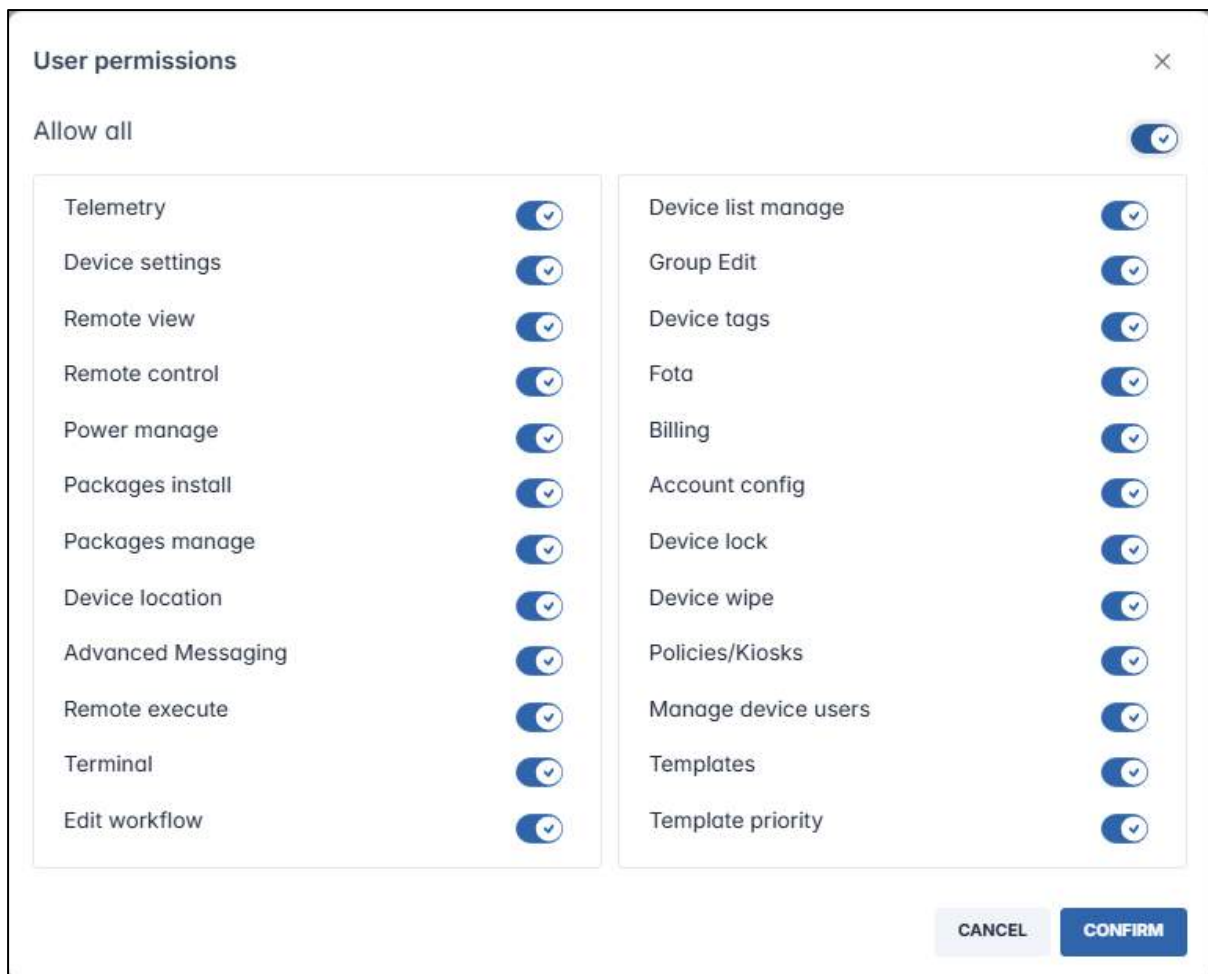 User permissions
Allow all
Telemetry
Device settings
Remote view
Remote control
Power manage
Packages install
Packages manage
Device location
Advanced Messaging
Remote execute
Terminal
Edit workflow
Device list manage
Group Edit
Device tags
Fota
Billing
Account config
Device lock
Device wipe
Policies/Kiosks
Manage device users
Templates
Template priority
CANCEL
CONFIRM